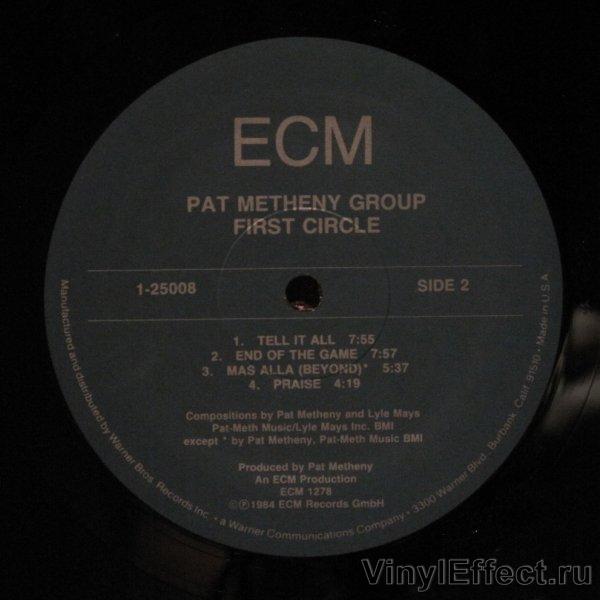 ECM
PAT METHENY GROUP
FIRST CIRCLE
1-25008
SIDE 2
1. TELL IT ALL 7:55
2. END OF THE GAME 7:57
3. MAS ALLA (BEYOND)* 5:37
4. PRAISE 4:19
Compositions by Pat Metheny and Lyle Mays
Pat-Meth Music/Lyle Mays Inc. BMI
except * by Pat Metheny, Pat-Meth Music BMI
Produced by Pat Metheny
An ECM Production
ECM 1278
©℗1984 ECM Records GmbH
Manufactured and distributed by Warner Bros. Records Inc. • a Warner Communications Company • 3300 Warner Blvd., Burbank, Calif. 91510 • Made in U.S.A.
VinylEffect.ru